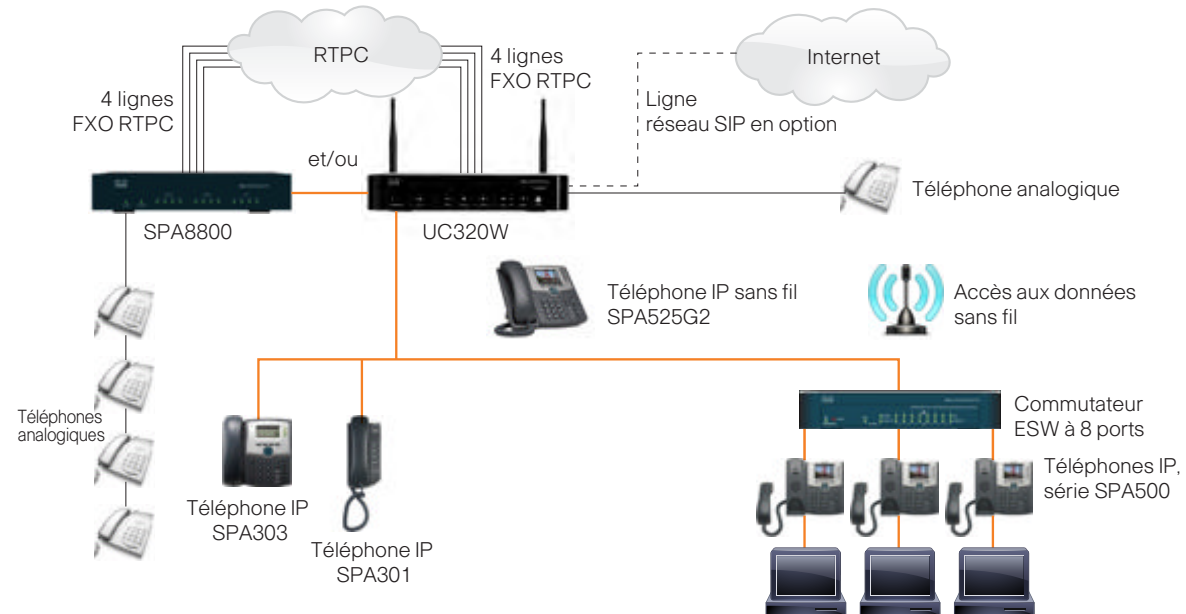 RTPC
Internet
4 lignes
FXO RTPC
4 lignes
FXO RTPC
Ligne
réseau SIP en option
et/ou
SPA8800
UC320W
Téléphone analogique
Téléphone IP sans fil
SPA525G2
Accès aux données
sans fil
Téléphones
analogiques
Téléphone IP
SPA303
Téléphone IP
SPA301
Commutateur
ESW à 8 ports
Téléphones IP,
série SPA500